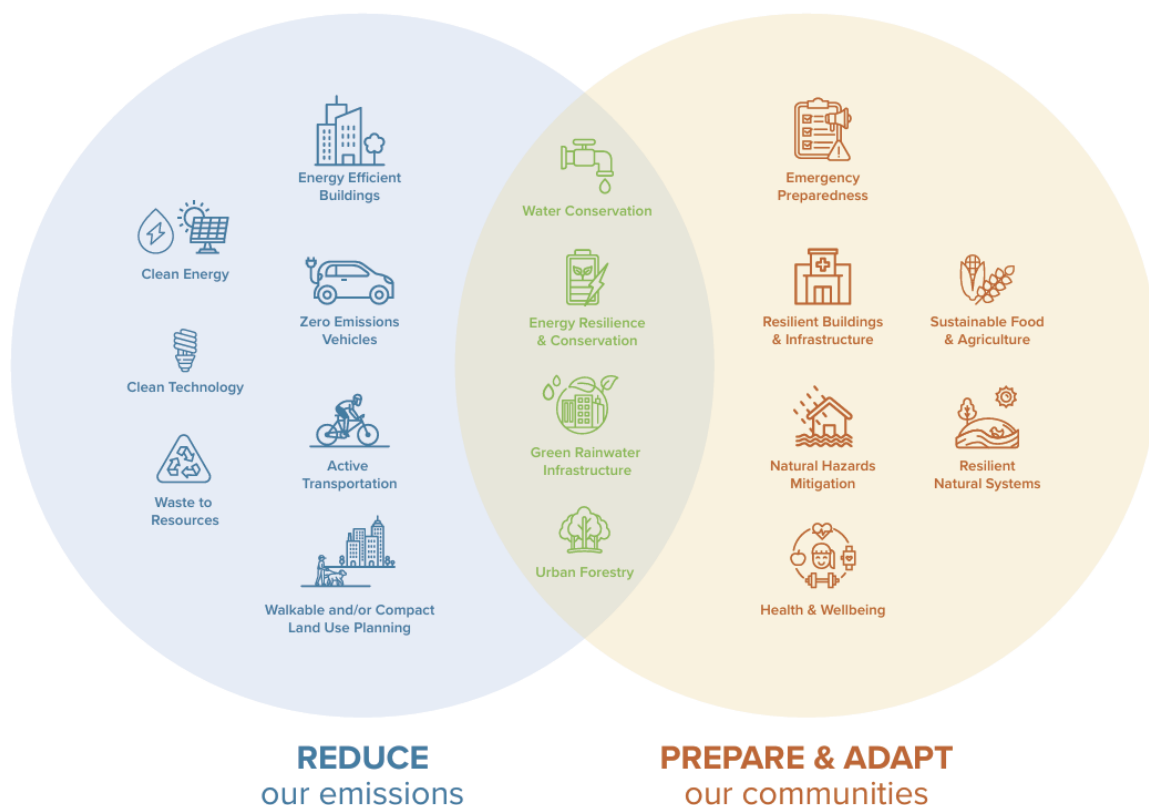 Energy Efficient
Buildings
Clean Energy
Zero Emissions
Vehicles
Clean Technology
Active
Transportation
Waste to
Resources
Walkable and/or Compact
Land Use Planning
Water Conservation
Energy Resilience
& Conservation
Green Rainwater
Infrastructure
Urban Forestry
Emergency
Preparedness
Resilient Buildings
& Infrastructure
Sustainable Food
& Agriculture
Natural Hazards
Mitigation
Resilient
Natural Systems
Health & Wellbeing
REDUCE
our emissions
PREPARE & ADAPT
our communities